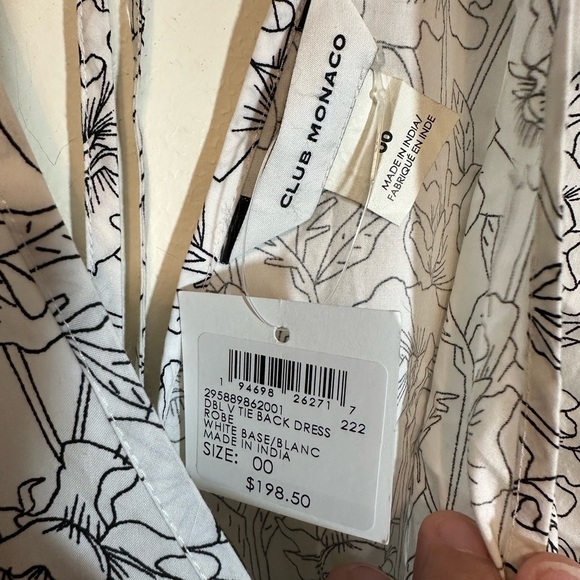 CLUB MONACO
00
MADE IN INDIA/
FABRIQUÉ EN INDE
1 94698 26271 7
295889862001 222
DBL V TIE BACK DRESS
ROBE
WHITE BASE/BLANC
MADE IN INDIA
SIZE: 00
$198.50